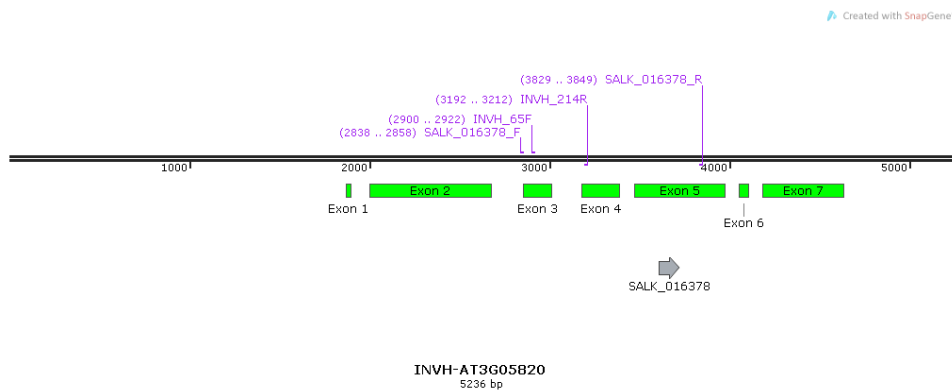 Created with SnapGene
(3829 .. 3849) SALK_016378_R
(3192 .. 3212) INVH_214R
(2900 .. 2922) INVH_65F
(2838 .. 2858) SALK_016378_F
1000 2000 3000 4000 5000
Exon 2 Exon 3 Exon 4 Exon 5 Exon 7
Exon 1
Exon 6
SALK_016378
INVH-AT3G05820
5236 bp